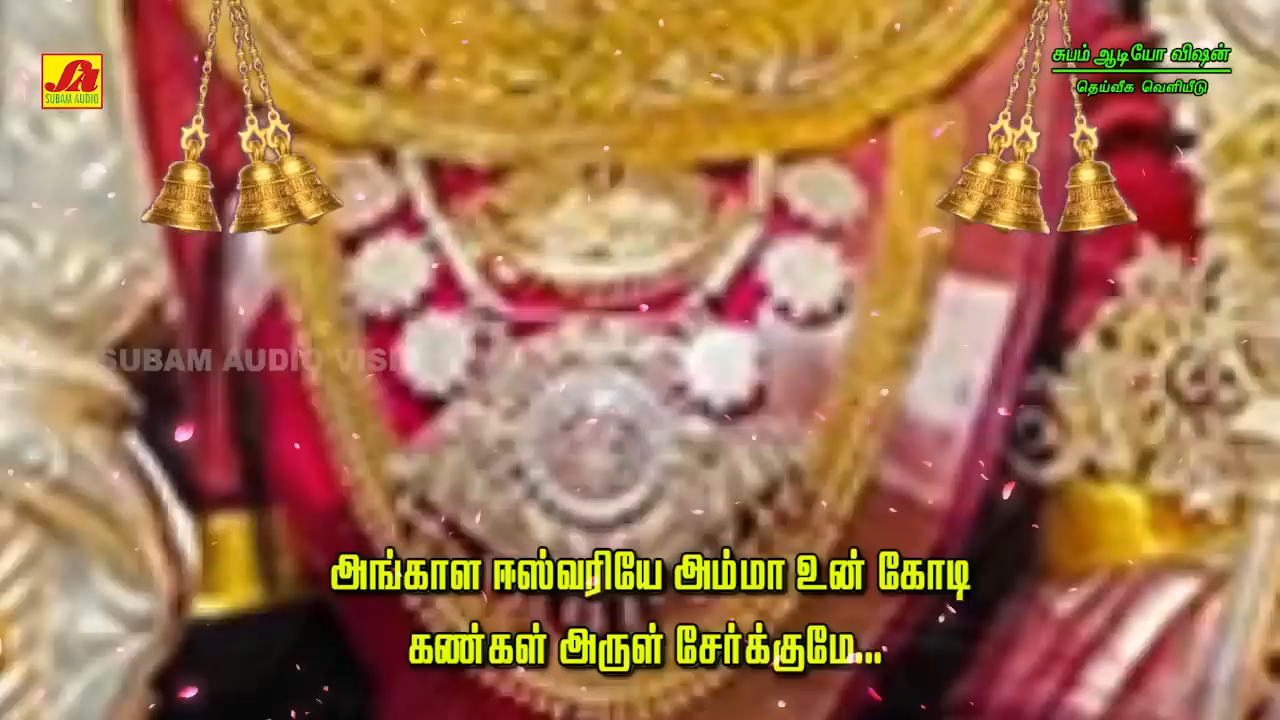 SUBAM AUDIO
சுபம் ஆடியோ விஷன்
தெய்வீக வெளியீடு
SUBAM AUDIO VISI
அங்காள ஈஸ்வரியே அம்மா உன் கோடி
கண்கள் அருள் சேர்க்குமே...